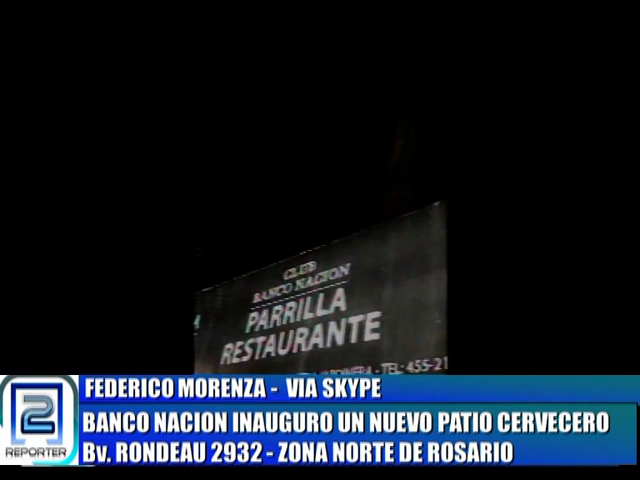 CLUB
BANCO NACION
PARRILLA
RESTAURANTE
- TEL: 455-21
FEDERICO MORENZA - VIA SKYPE
2
REPORTER
BANCO NACION INAUGURO UN NUEVO PATIO CERVECERO
Bv. RONDEAU 2932 - ZONA NORTE DE ROSARIO